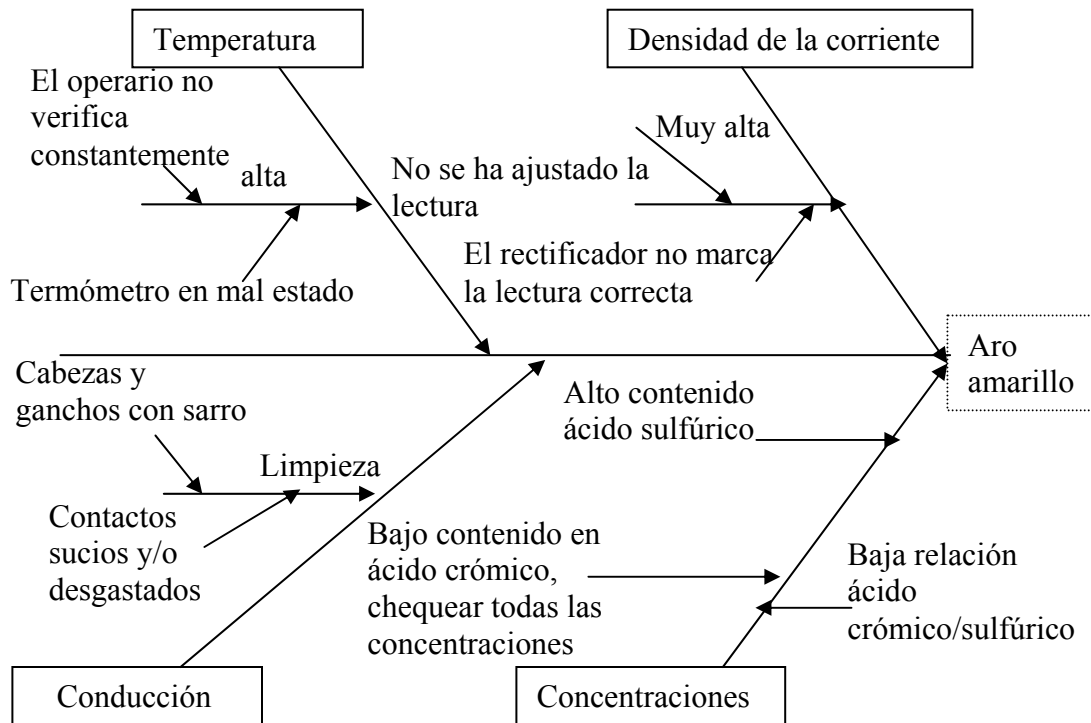 Temperatura
Densidad de la corriente
El operario no
verifica
constantemente
alta
Muy alta
No se ha ajustado la
lectura
El rectificador no marca
la lectura correcta
Termómetro en mal estado
Aro
amarillo
Cabezas y
ganchos con sarro
Alto contenido
ácido sulfúrico
Limpieza
Contactos
sucios y/o
desgastados
Bajo contenido en
ácido crómico,
chequear todas las
concentraciones
Baja relación
ácido
crómico/sulfúrico
Conducción
Concentraciones